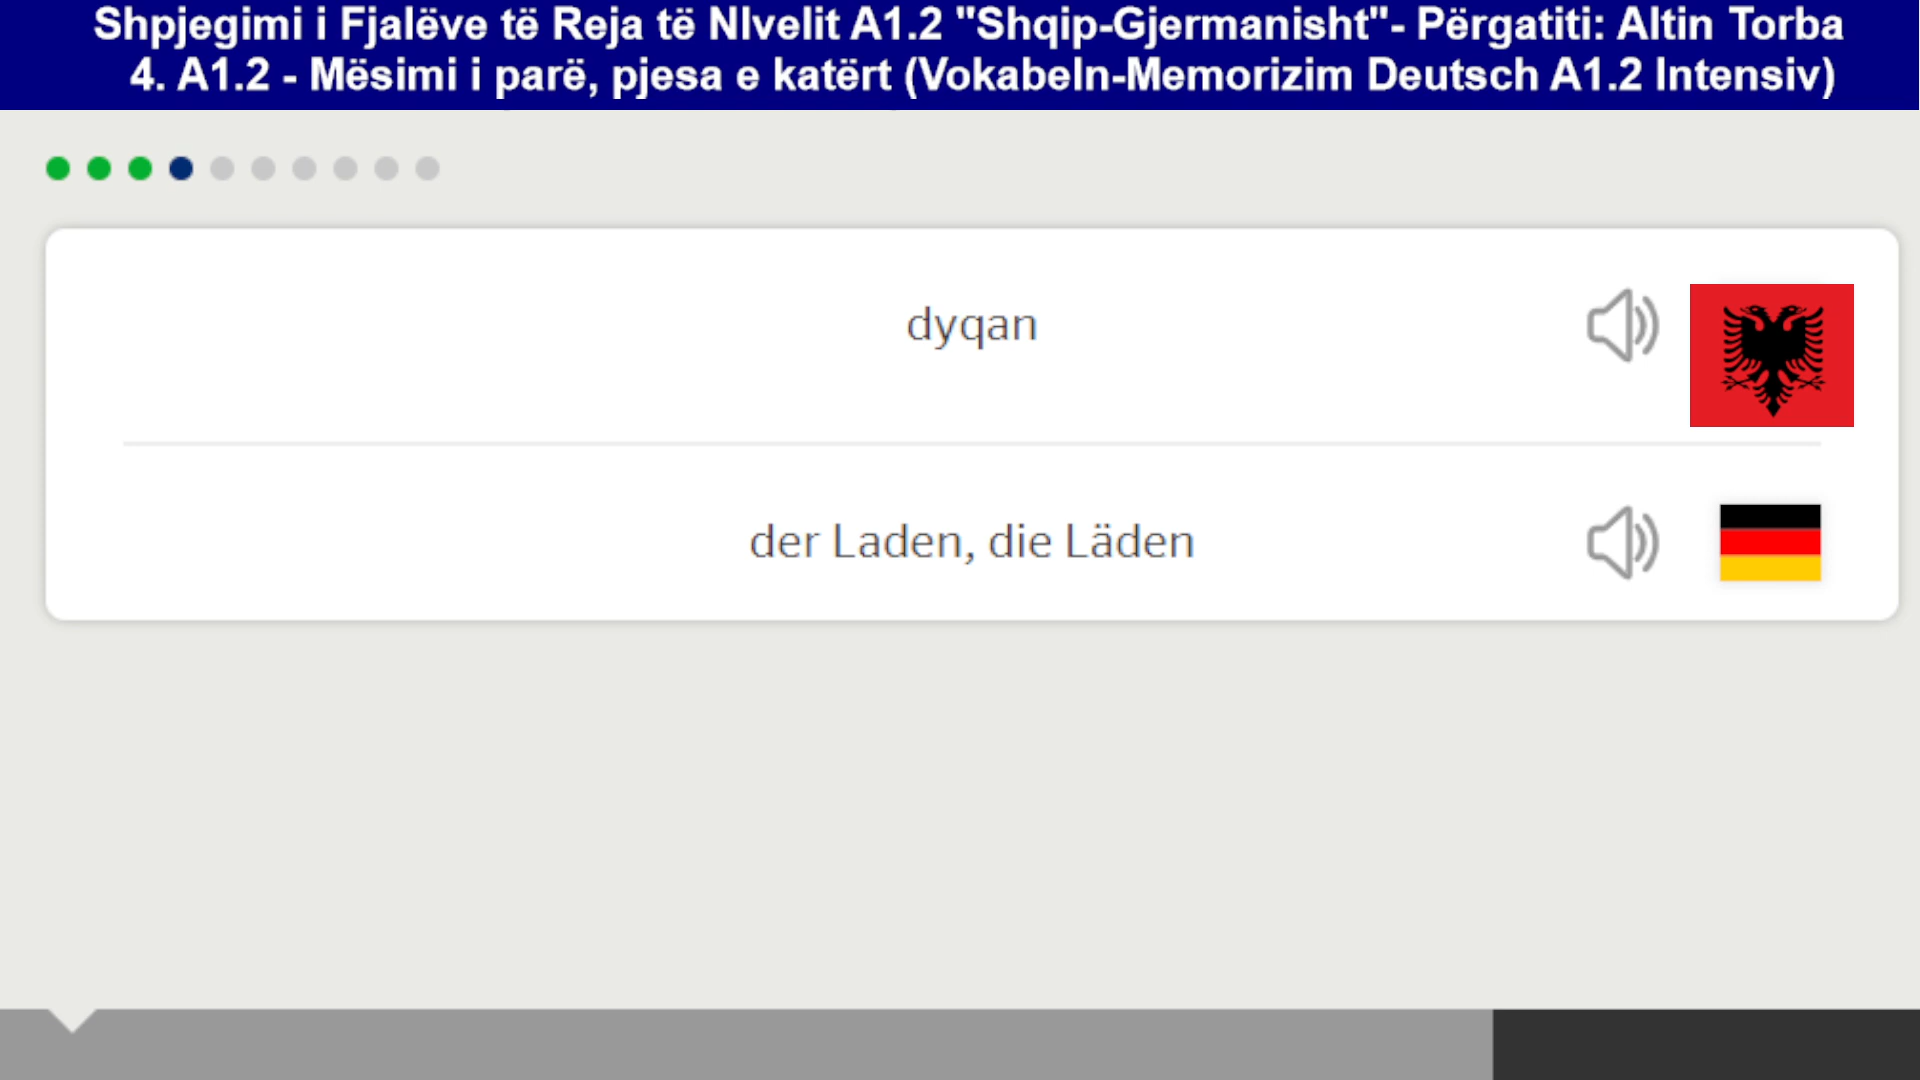 Shpjegimi i Fjalëve të Reja të NIvelit A1.2 "Shqip-Gjermanisht"- Përgatiti: Altin Torba
4. A1.2 - Mësimi i parë, pjesa e katërt (Vokabeln-Memorizim Deutsch A1.2 Intensiv)
dyqan
der Laden, die Läden